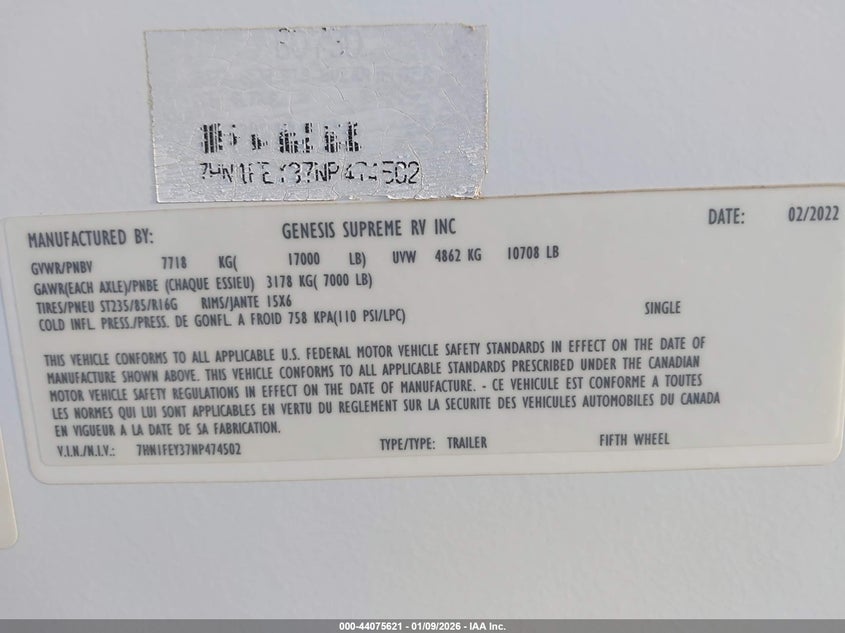 7HN1FEY37NP474502
MANUFACTURED BY: GENESIS SUPREME RV INC DATE: 02/2022
GVWR/PNBV 7718 KG( 17000 LB) UVW 4862 KG 10708 LB
GAWR(EACH AXLE)/PNBE (CHAQUE ESSIEU) 3178 KG( 7000 LB)
TIRES/PNEU ST235/85/R16G RIMS/JANTE 15X6 SINGLE
COLD INFL. PRESS./PRESS. DE GONFL. A FROID 758 KPA(110 PSI/LPC)
THIS VEHICLE CONFORMS TO ALL APPLICABLE U.S. FEDERAL MOTOR VEHICLE SAFETY STANDARDS IN EFFECT ON THE DATE OF
MANUFACTURE SHOWN ABOVE. THIS VEHICLE CONFORMS TO ALL APPLICABLE STANDARDS PRESCRIBED UNDER THE CANADIAN
MOTOR VEHICLE SAFETY REGULATIONS IN EFFECT ON THE DATE OF MANUFACTURE. - CE VEHICULE EST CONFORME A TOUTES
LES NORMES QUI LUI SONT APPLICABLES EN VERTU DU REGLEMENT SUR LA SECURITE DES VEHICULES AUTOMOBILES DU CANADA
EN VIGUEUR A LA DATE DE SA FABRICATION.
V.I.N./N.I.V.: 7HN1FEY37NP474502 TYPE/TYPE: TRAILER FIFTH WHEEL
000-44075621 - 01/09/2026 - IAA Inc.